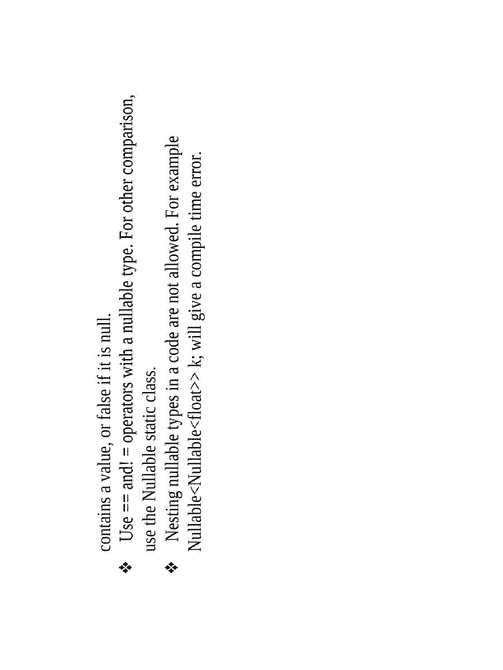 contains a value, or false if it is null.
❖ Use == and! = operators with a nullable type. For other comparison,
use the Nullable static class.
❖ Nesting nullable types in a code are not allowed. For example
Nullable<Nullable<float>> k; will give a compile time error.